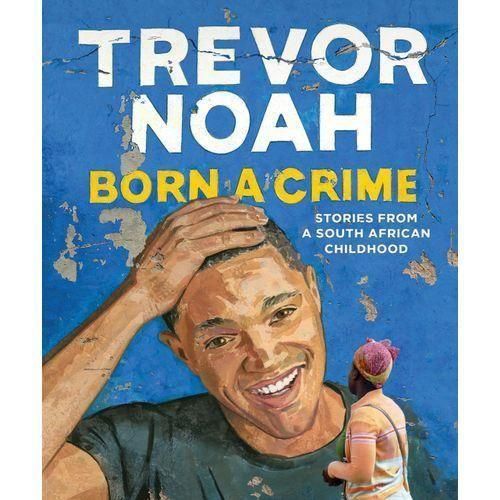 TREVOR
NOAH
BORN A CRIME
STORIES FROM
A SOUTH AFRICAN
CHILDHOOD